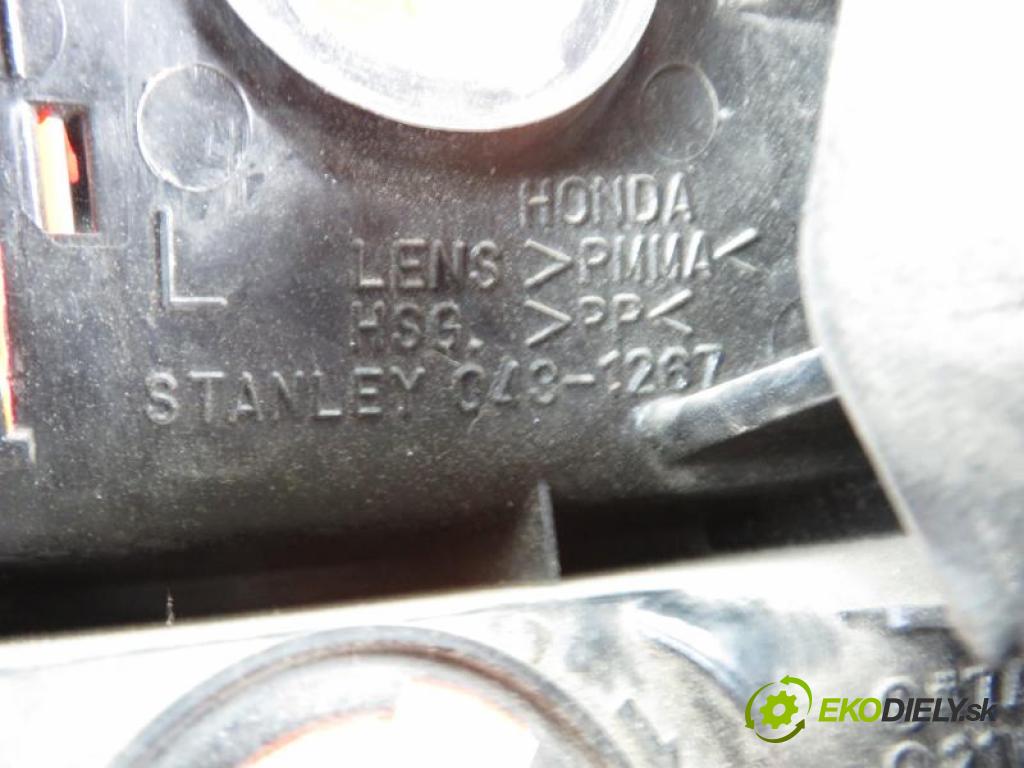 HONDA
L
LENS >PMMA<
HSG. >PP<
STANLEY 043-1267
EKODIELY.sk